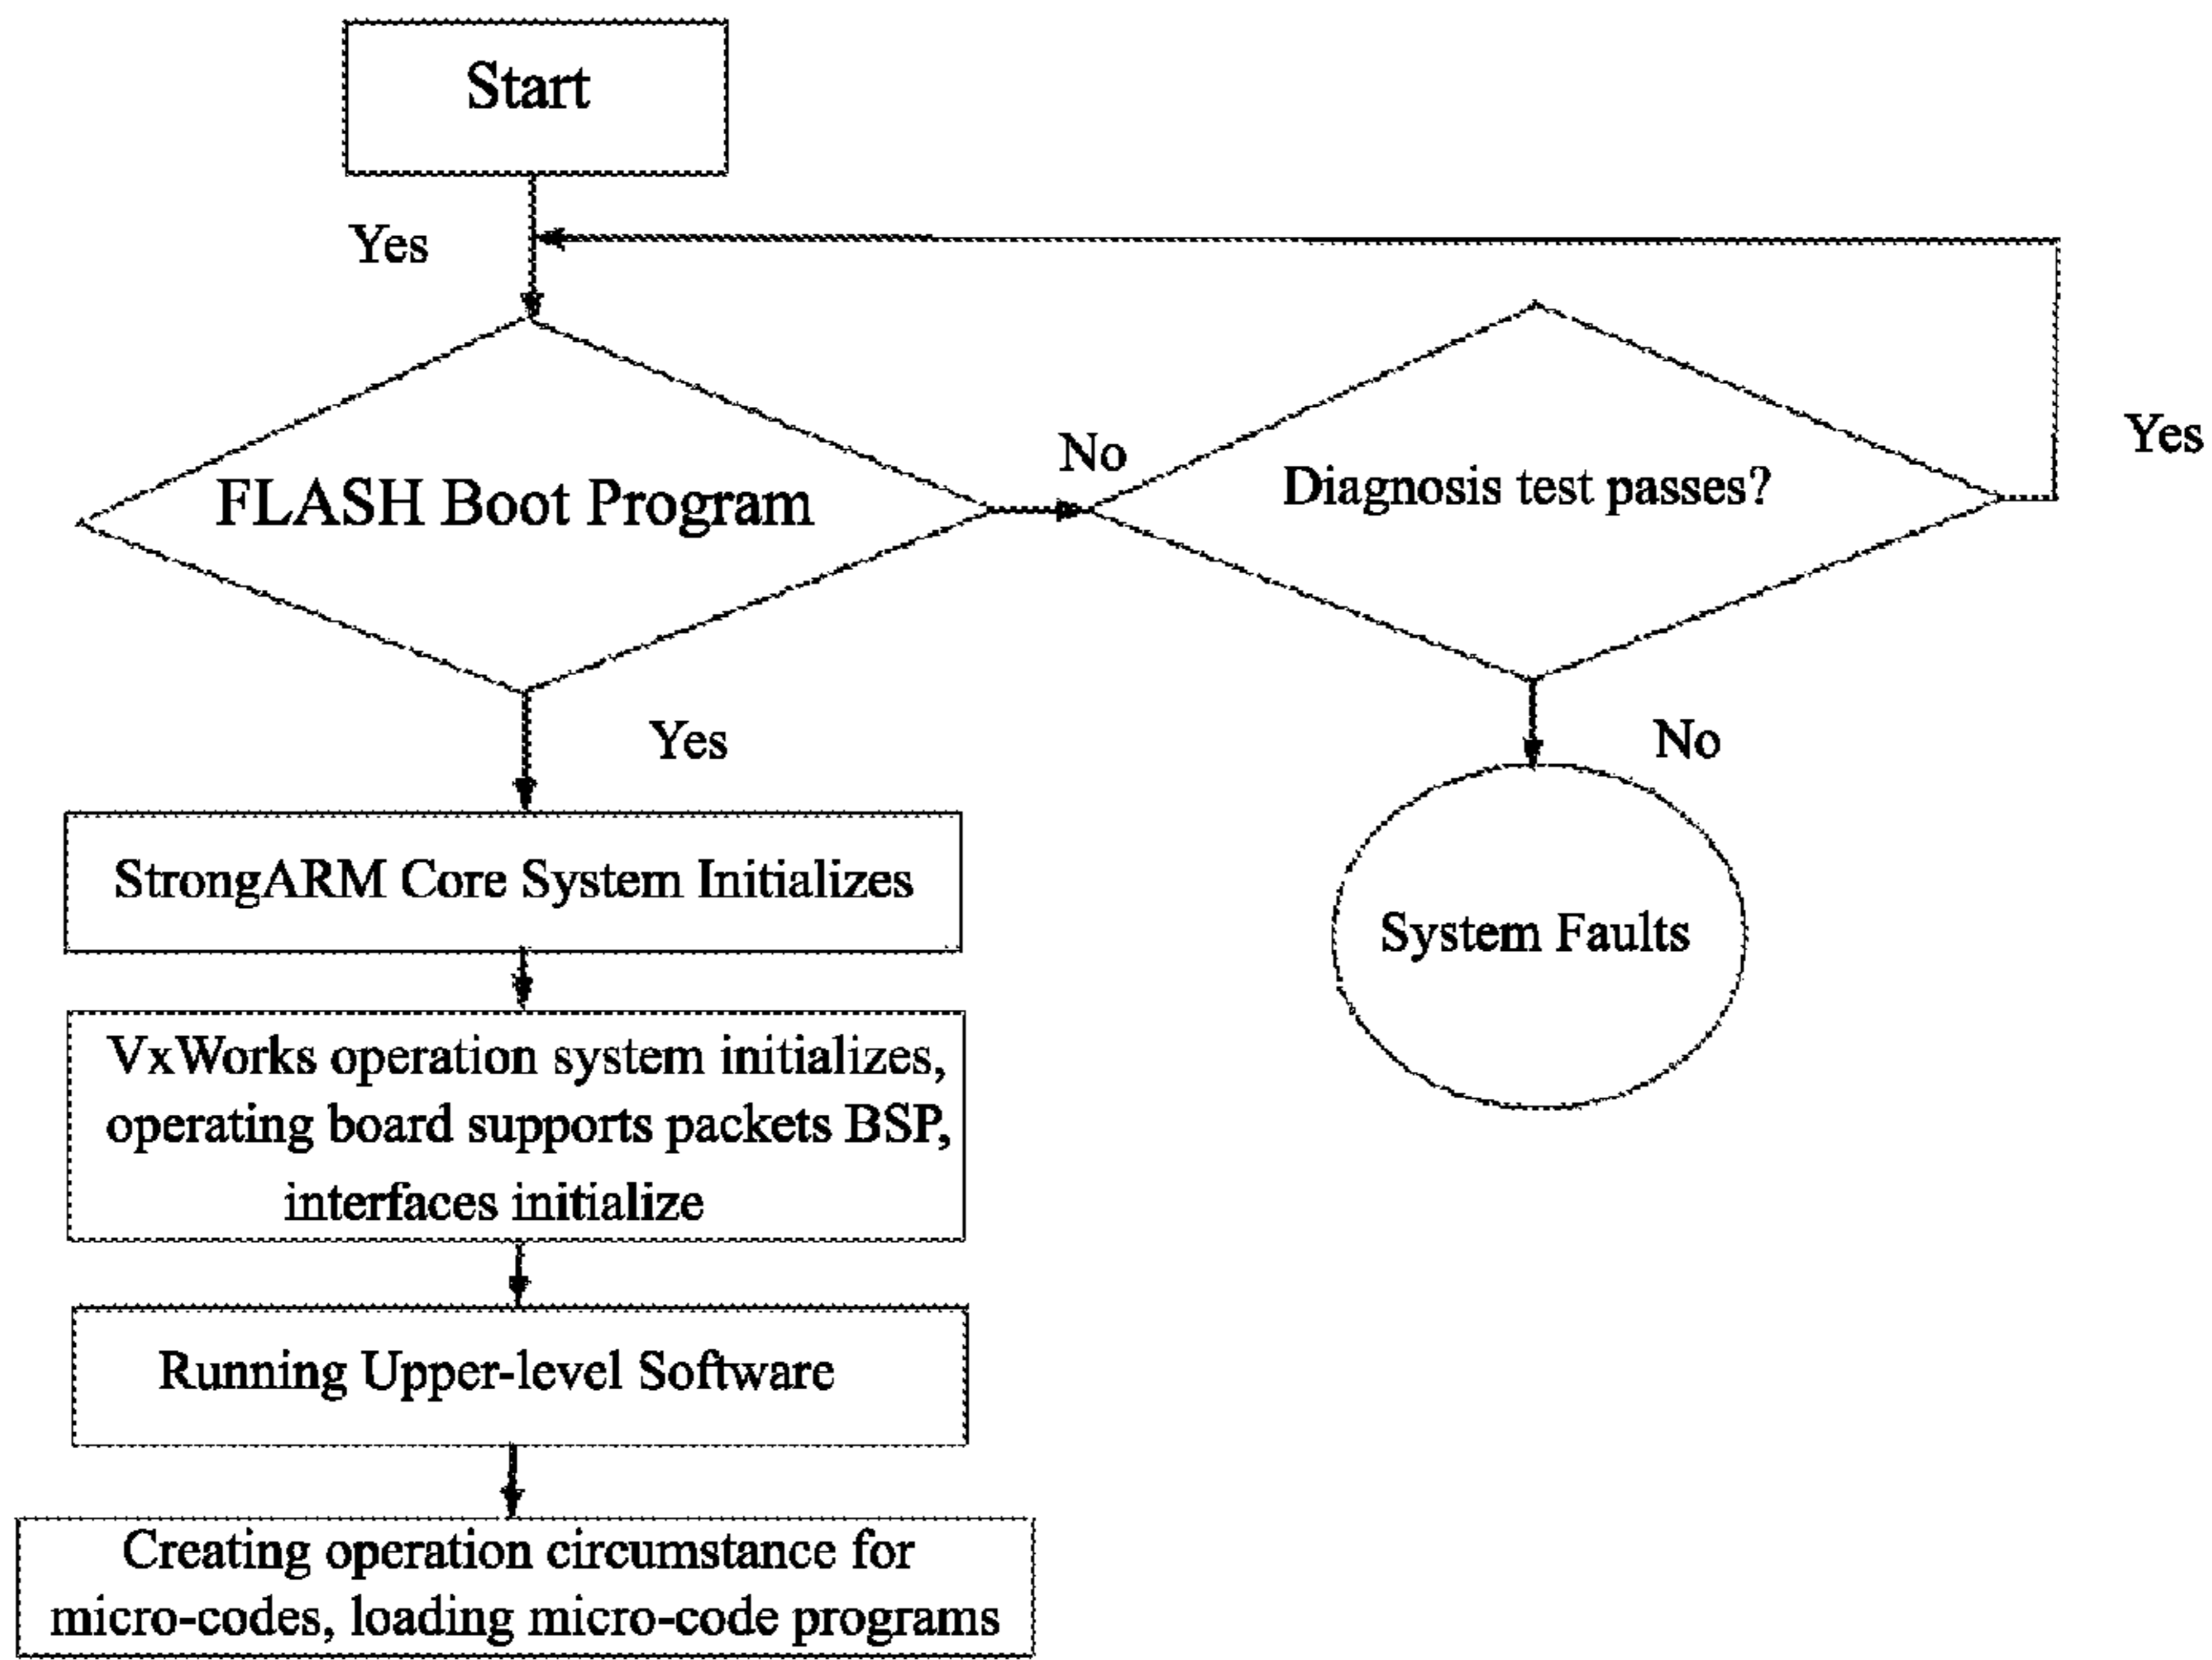 Start
Yes
FLASH Boot Program
No
Diagnosis test passes?
Yes
Yes
No
StrongARM Core System Initializes
System Faults
VxWorks operation system initializes,
operating board supports packets BSP,
interfaces initialize
Running Upper-level Software
Creating operation circumstance for
micro-codes, loading micro-code programs